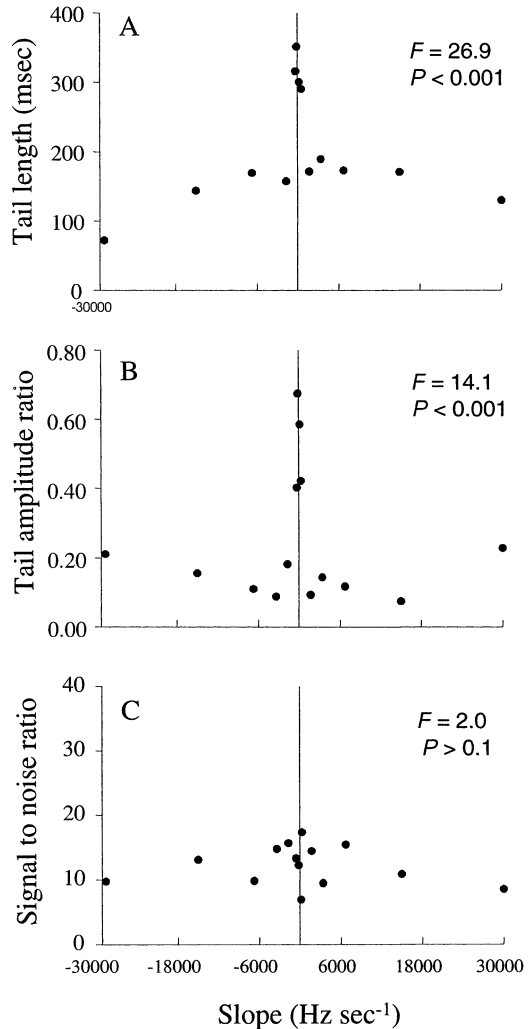 A
F = 26.9
P < 0.001
Tail length (msec)
400
300
200
100
0
-30000
B
F = 14.1
P < 0.001
Tail amplitude ratio
0.80
0.60
0.40
0.20
0.00
C
F = 2.0
P > 0.1
Signal to noise ratio
40
30
20
10
0
-30000 -18000 -6000 6000 18000 30000
Slope (Hz sec-1)